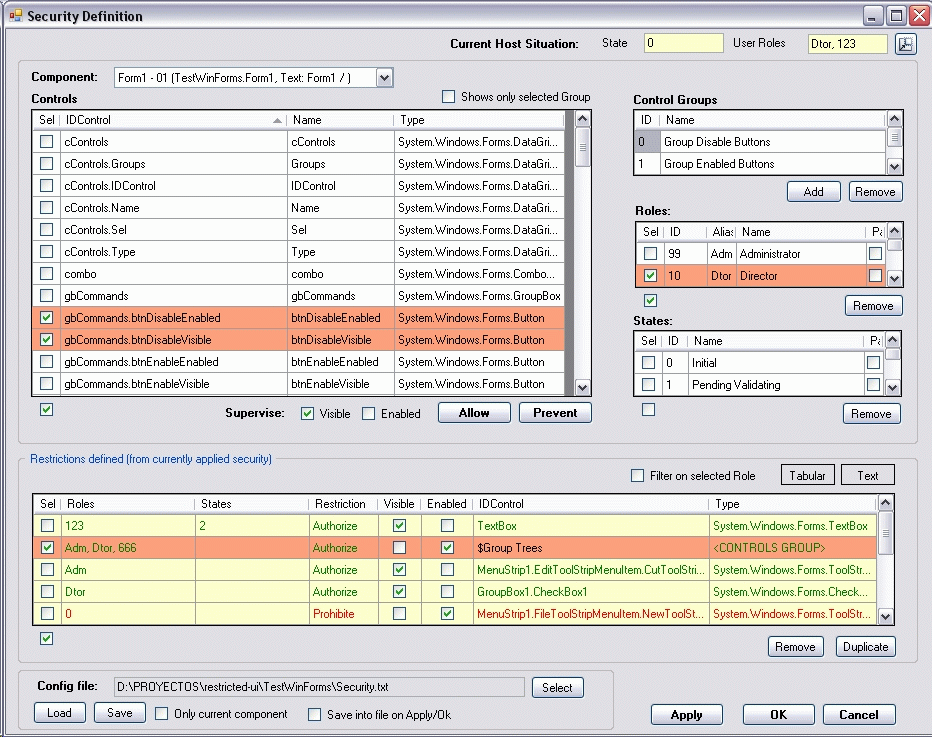 Security Definition
Current Host Situation: State 0 User Roles Dtor, 123
Component: Form1 - 01 (TestWinForms.Form1, Text: Form1 / )
Controls Shows only selected Group
Sel IDControl Name Type
cControls cControls System.Windows.Forms.DataGri...
cControls.Groups Groups System.Windows.Forms.DataGri...
cControls.IDControl IDControl System.Windows.Forms.DataGri...
cControls.Name Name System.Windows.Forms.DataGri...
cControls.Sel Sel System.Windows.Forms.DataGri...
cControls.Type Type System.Windows.Forms.DataGri...
combo combo System.Windows.Forms.Combo...
gbCommands gbCommands System.Windows.Forms.GroupBox
gbCommands.btnDisableEnabled btnDisableEnabled System.Windows.Forms.Button
gbCommands.btnDisableVisible btnDisableVisible System.Windows.Forms.Button
gbCommands.btnEnableEnabled btnEnableEnabled System.Windows.Forms.Button
gbCommands.btnEnableVisible btnEnableVisible System.Windows.Forms.Button
Supervise: Visible Enabled Allow Prevent
Control Groups
ID Name
0 Group Disable Buttons
1 Group Enabled Buttons
Add Remove
Roles:
Sel ID Alias Name Pa
99 Adm Administrator
10 Dtor Director
Remove
States:
Sel ID Name Pa
0 Initial
1 Pending Validating
Remove
Restrictions defined (from currently applied security)
Filter on selected Role Tabular Text
Sel Roles States Restriction Visible Enabled IDControl Type
123 2 Authorize TextBox System.Windows.Forms.TextBox
Adm, Dtor, 666 Authorize $Group Trees <CONTROLS GROUP>
Adm Authorize MenuStrip1.EditToolStripMenuItem.CutToolStri... System.Windows.Forms.ToolStr...
Dtor Authorize GroupBox1.CheckBox1 System.Windows.Forms.Check...
0 Prohibite MenuStrip1.FileToolStripMenuItem.NewToolSt... System.Windows.Forms.ToolStr...
Remove Duplicate
Config file: D:\PROYECTOS\restricted-ui\TestWinForms\Security.txt Select
Load Save Only current component Save into file on Apply/Ok
Apply OK Cancel